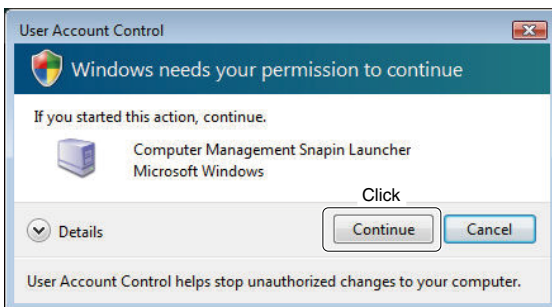 User Account Control
Windows needs your permission to continue
If you started this action, continue.
Computer Management Snapin Launcher
Microsoft Windows
Click
Details
Continue
Cancel
User Account Control helps stop unauthorized changes to your computer.